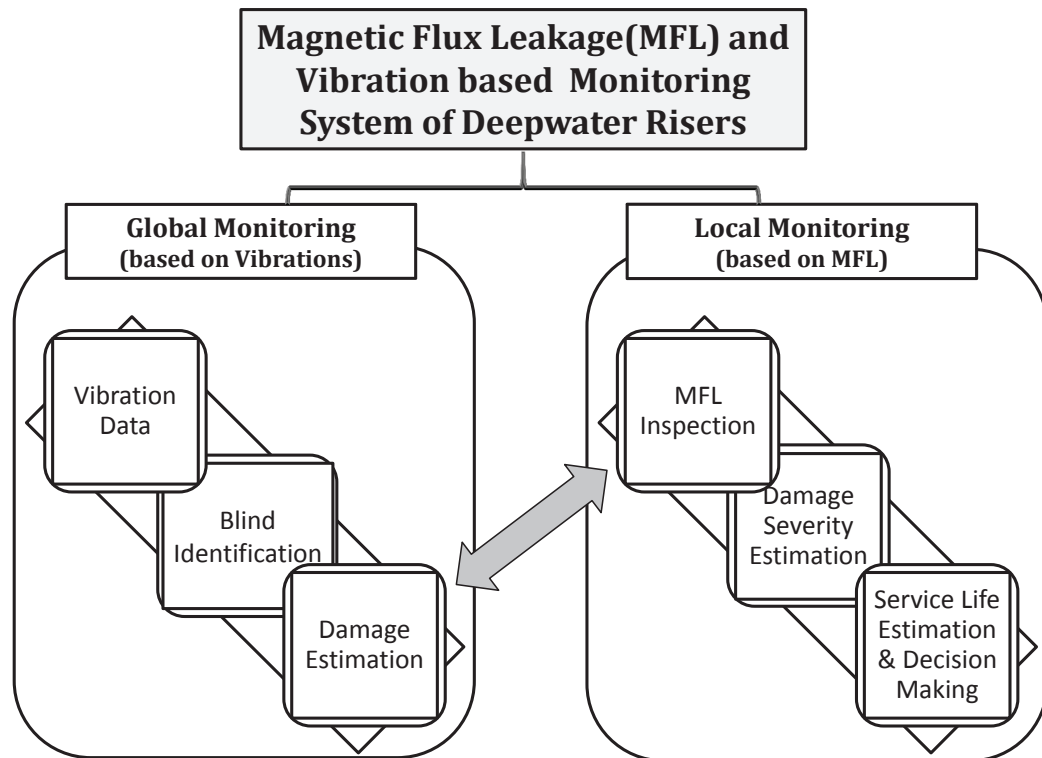 Magnetic Flux Leakage(MFL) and
Vibration based Monitoring
System of Deepwater Risers
Global Monitoring
(based on Vibrations)
Vibration
Data
Blind
Identification
Damage
Estimation
Local Monitoring
(based on MFL)
MFL
Inspection
Damage
Severity
Estimation
Service Life
Estimation
& Decision
Making